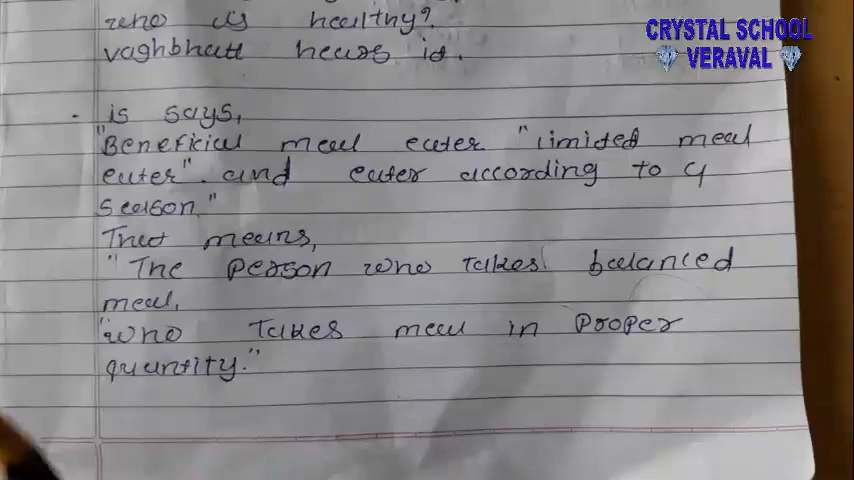 who is healthy?
CRYSTAL SCHOOL
VERAVAL
vaghbhatt hears it.
is says,
"Beneficial meal eater "limited meal
eater" and eater according to a
season."
That means,
"The person who takes balanced
meal,
"who takes meal in proper
quantity."